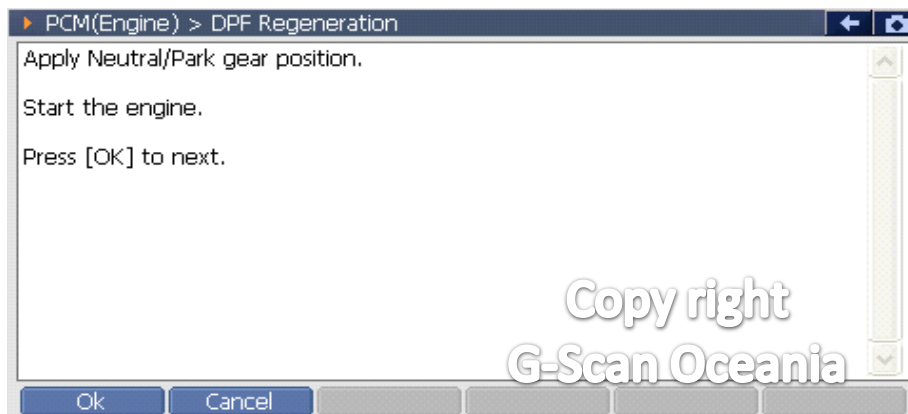 PCM(Engine) > DPF Regeneration
Apply Neutral/Park gear position.
Start the engine.
Press [OK] to next.
Copy right
G-Scan Oceania
Ok
Cancel